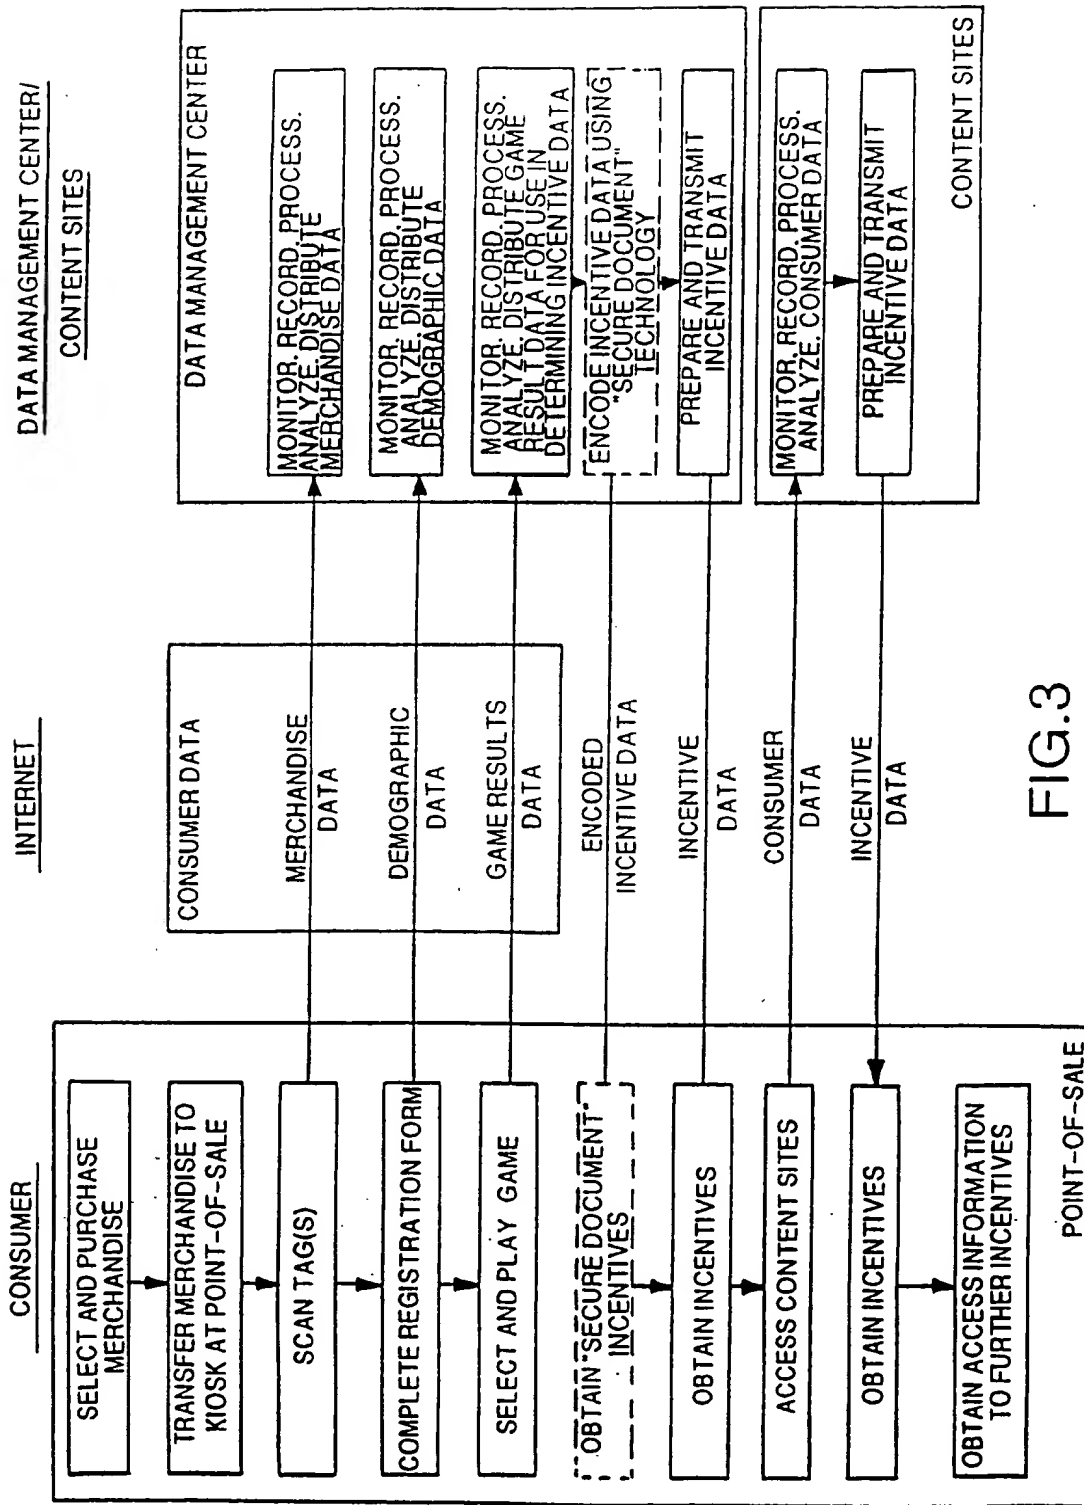 CONSUMER
INTERNET
DATA MANAGEMENT CENTER/
CONTENT SITES
SELECT AND PURCHASE
MERCHANDISE
TRANSFER MERCHANDISE TO
KIOSK AT POINT-OF-SALE
SCAN TAG(S)
COMPLETE REGISTRATION FORM
SELECT AND PLAY GAME
OBTAIN "SECURE DOCUMENT"
INCENTIVES
OBTAIN INCENTIVES
ACCESS CONTENT SITES
OBTAIN INCENTIVES
OBTAIN ACCESS INFORMATION
TO FURTHER INCENTIVES
POINT-OF-SALE
CONSUMER DATA
MERCHANDISE
DATA
DEMOGRAPHIC
DATA
GAME RESULTS
DATA
ENCODED
INCENTIVE DATA
INCENTIVE
DATA
CONSUMER
DATA
INCENTIVE
DATA
DATA MANAGEMENT CENTER
MONITOR, RECORD, PROCESS,
ANALYZE, DISTRIBUTE
MERCHANDISE DATA
MONITOR, RECORD, PROCESS
ANALYZE, DISTRIBUTE
DEMOGRAPHIC DATA
MONITOR, RECORD, PROCESS,
ANALYZE, DISTRIBUTE GAME
RESULT DATA FOR USE IN
DETERMINING INCENTIVE DATA
ENCODE INCENTIVE DATA USING
"SECURE DOCUMENT"
TECHNOLOGY
PREPARE AND TRANSMIT
INCENTIVE DATA
MONITOR, RECORD, PROCESS,
ANALYZE, CONSUMER DATA
PREPARE AND TRANSMIT
INCENTIVE DATA
CONTENT SITES
FIG.3